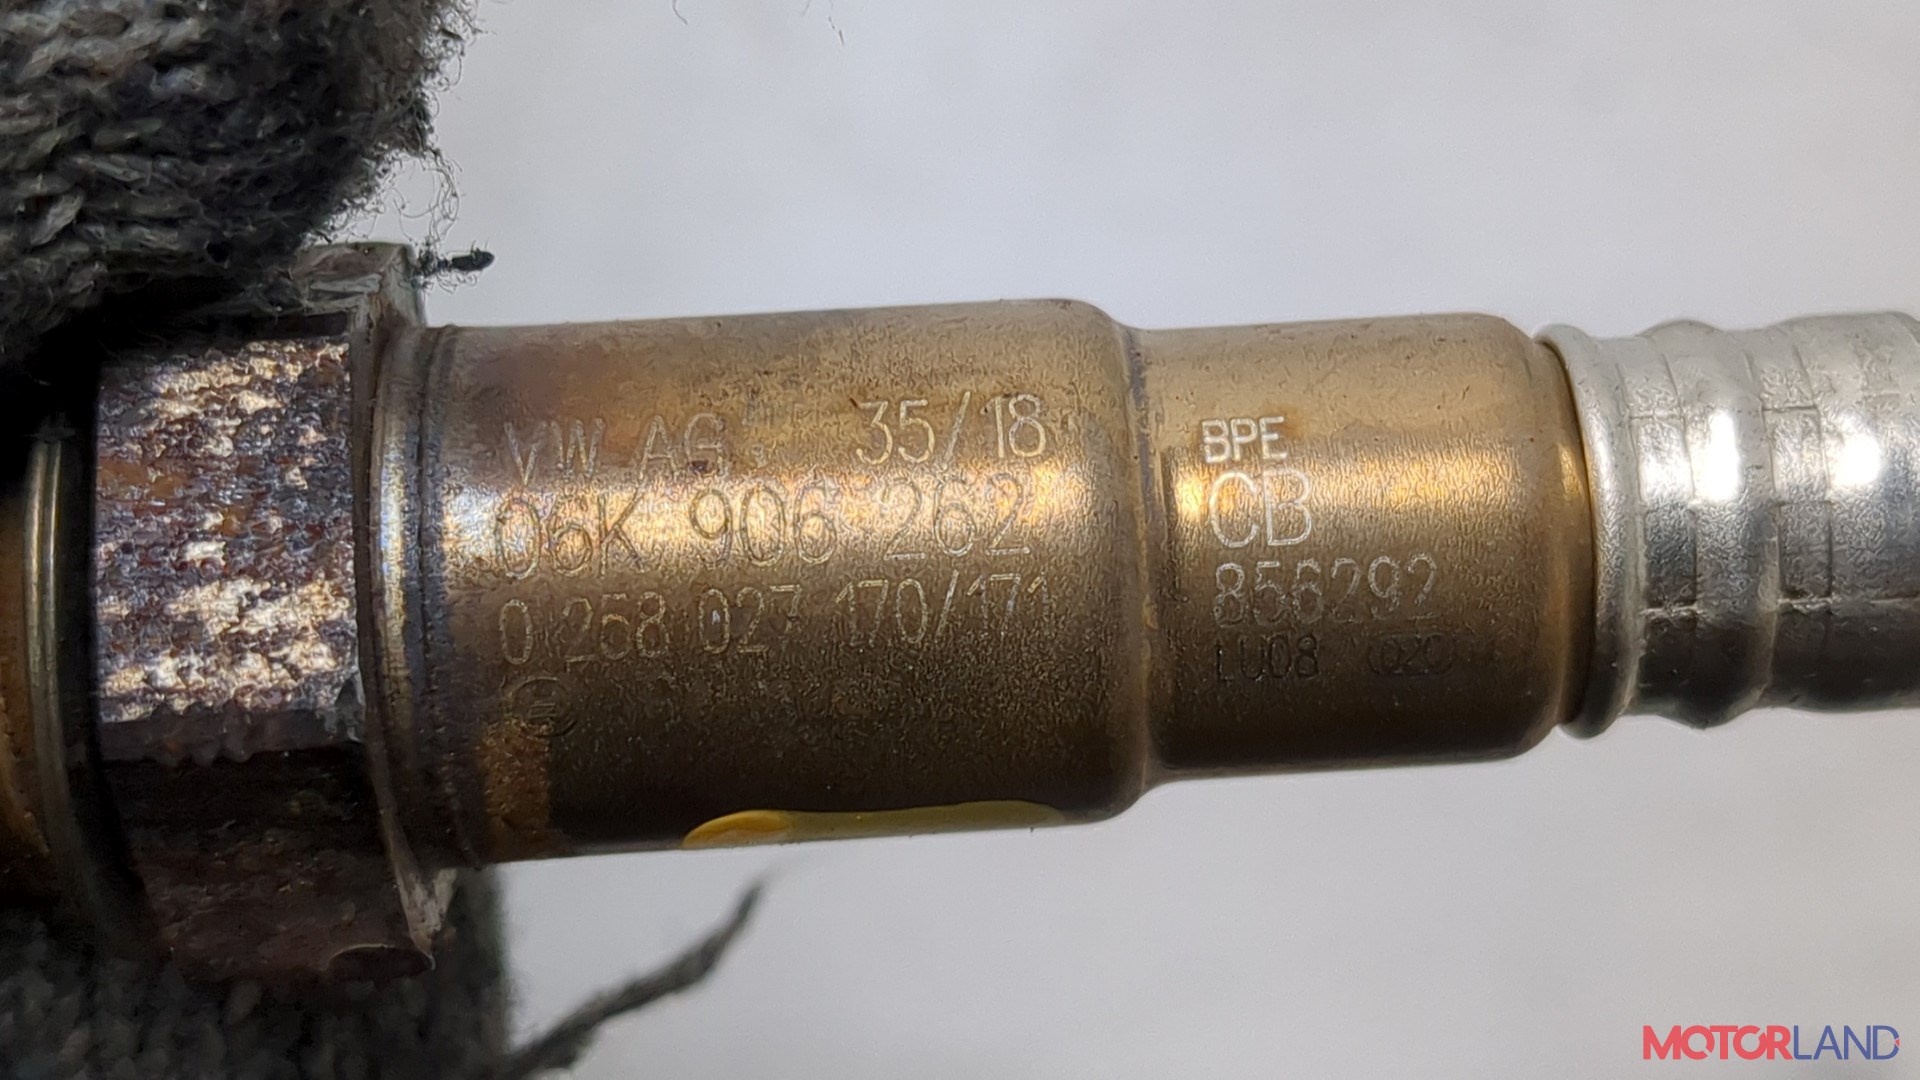 VW AG 35/18
06K 906 262
0 258 027 170/171
BPE
CB
856292
LU08
MOTORLAND